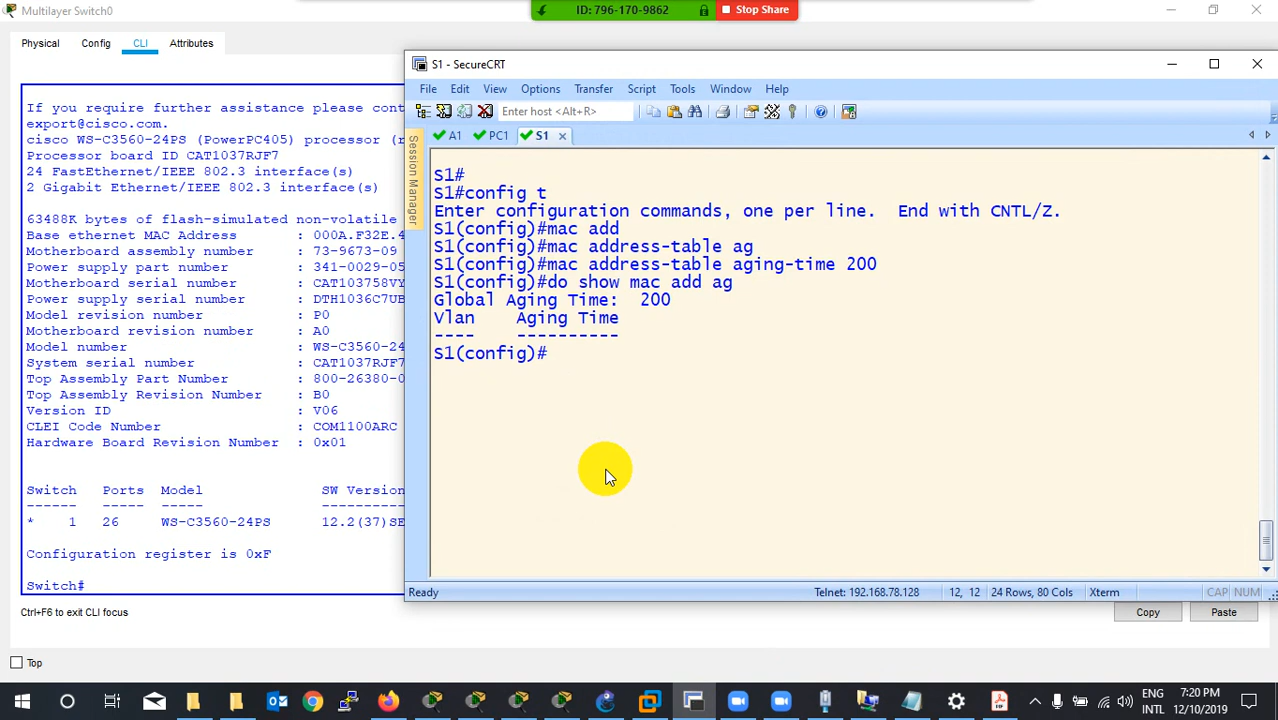 Multilayer Switch0
ID: 796-170-9862
Stop Share
Physical
Config
CLI
Attributes
If you require further assistance please cont
export@cisco.com.
cisco WS-C3560-24PS (PowerPC405) processor (r
Processor board ID CAT1037RJF7
24 FastEthernet/IEEE 802.3 interface(s)
2 Gigabit Ethernet/IEEE 802.3 interface(s)
63488K bytes of flash-simulated non-volatile
Base ethernet MAC Address : 000A.F32E.4
Motherboard assembly number : 73-9673-09
Power supply part number : 341-0029-05
Motherboard serial number : CAT103758VY
Power supply serial number : DTH1036C7UB
Model revision number : P0
Motherboard revision number : A0
Model number : WS-C3560-24
System serial number : CAT1037RJF7
Top Assembly Part Number : 800-26380-0
Top Assembly Revision Number : B0
Version ID : V06
CLEI Code Number : COM1100ARC
Hardware Board Revision Number : 0x01
Switch Ports Model SW Version
------ ----- ----- ----------
* 1 26 WS-C3560-24PS 12.2(37)SE
Configuration register is 0xF
Switch#
Ctrl+F6 to exit CLI focus
Top
S1 - SecureCRT
File Edit View Options Transfer Script Tools Window Help
Enter host <Alt+R>
A1
PC1
S1
Session Manager
S1#
S1#config t
Enter configuration commands, one per line. End with CNTL/Z.
S1(config)#mac add
S1(config)#mac address-table ag
S1(config)#mac address-table aging-time 200
S1(config)#do show mac add ag
Global Aging Time: 200
Vlan Aging Time
---- ----------
S1(config)#
Ready
Telnet: 192.168.78.128
12, 12
24 Rows, 80 Cols
Xterm
CAP
NUM
Copy
Paste
ENG
INTL
7:20 PM
12/10/2019